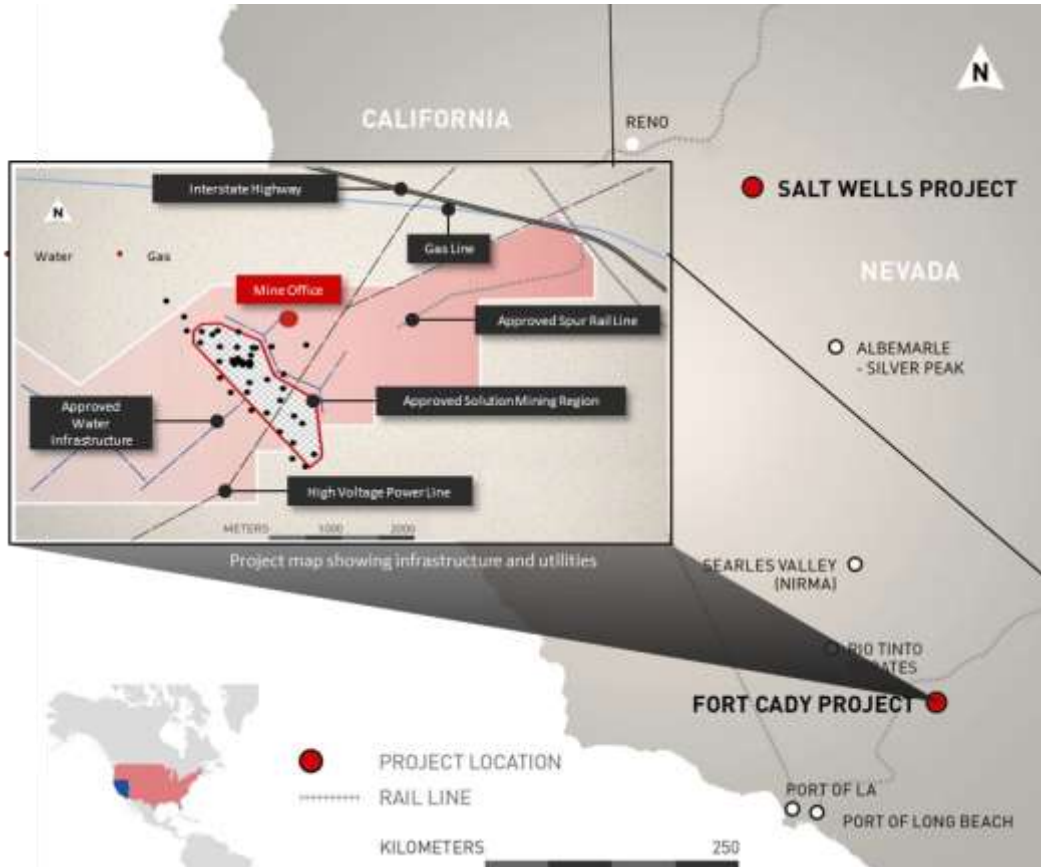 N
CALIFORNIA
RENO
SALT WELLS PROJECT
NEVADA
ALBEMARLE
- SILVER PEAK
Interstate Highway
N
Gas Line
Water
Gas
Mine Office
Approved Spur Rail Line
Approved Solution Mining Region
Approved
Water
Infrastructure
High Voltage Power Line
METERS 1000 2000
Project map showing infrastructure and utilities
SEARLES VALLEY
(NIRMA)
RIO TINTO
FORT CADY PROJECT
PROJECT LOCATION
RAIL LINE
PORT OF LA
PORT OF LONG BEACH
KILOMETERS 250